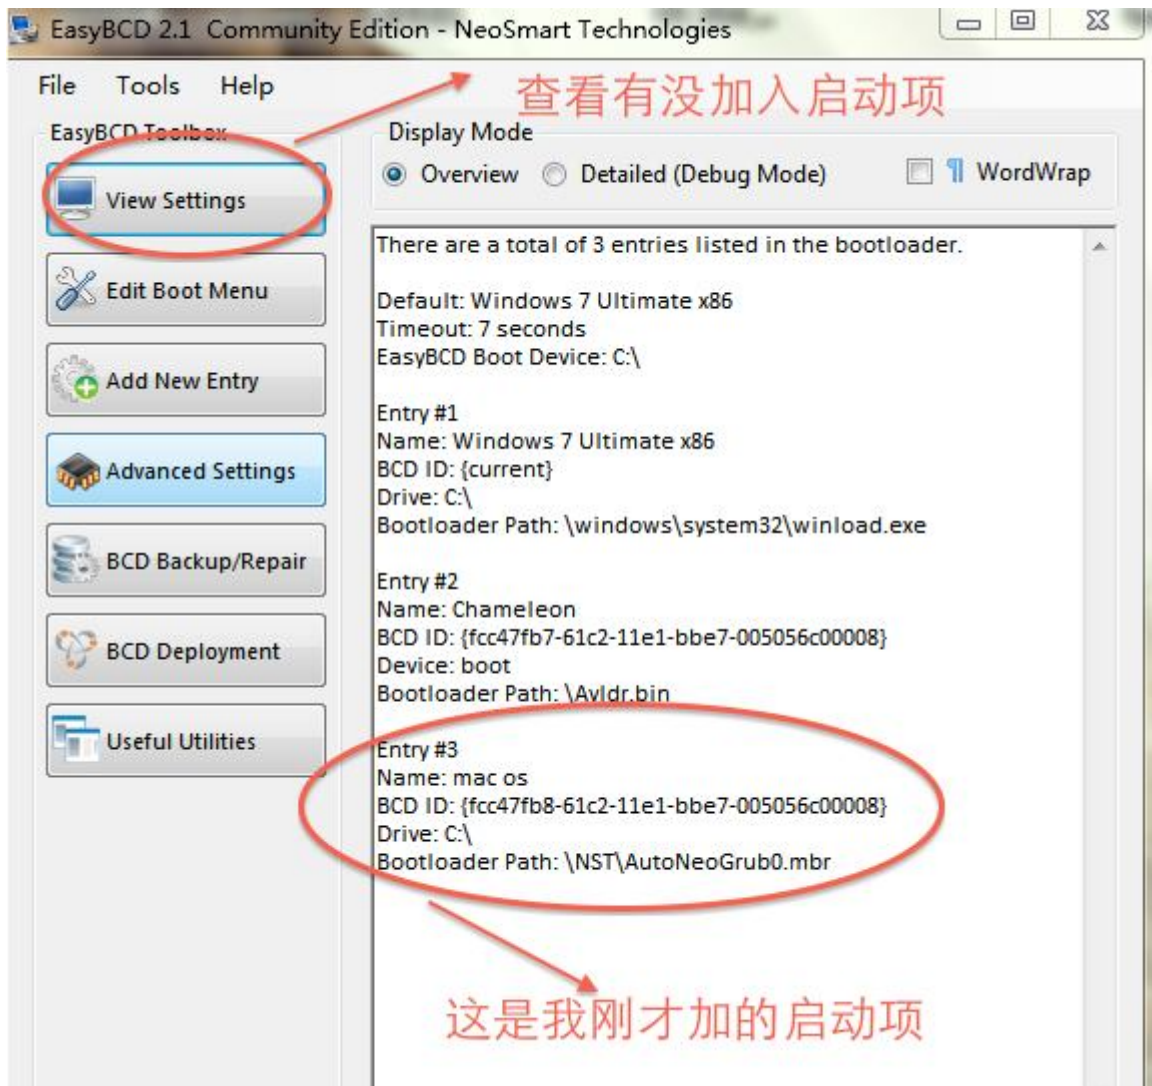 EasyBCD 2.1 Community Edition - NeoSmart Technologies
File Tools Help
查看有没加入启动项
EasyBCD Toolbox
View Settings
Edit Boot Menu
Add New Entry
Advanced Settings
BCD Backup/Repair
BCD Deployment
Useful Utilities
Display Mode
Overview Detailed (Debug Mode) WordWrap
There are a total of 3 entries listed in the bootloader.
Default: Windows 7 Ultimate x86
Timeout: 7 seconds
EasyBCD Boot Device: C:\
Entry #1
Name: Windows 7 Ultimate x86
BCD ID: {current}
Drive: C:\
Bootloader Path: \windows\system32\winload.exe
Entry #2
Name: Chameleon
BCD ID: {fcc47fb7-61c2-11e1-bbe7-005056c00008}
Device: boot
Bootloader Path: \Avldr.bin
Entry #3
Name: mac os
BCD ID: {fcc47fb8-61c2-11e1-bbe7-005056c00008}
Drive: C:\
Bootloader Path: \NST\AutoNeoGrub0.mbr
这是我刚才加的启动项